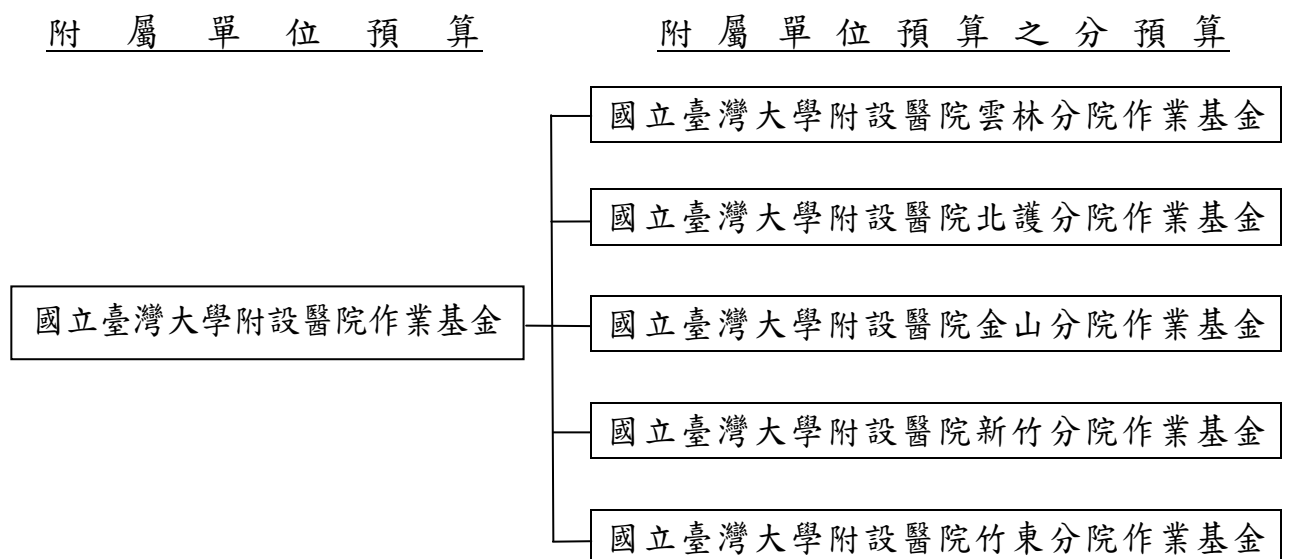 附屬單位預算
附屬單位預算之分預算
國立臺灣大學附設醫院雲林分院作業基金
國立臺灣大學附設醫院北護分院作業基金
國立臺灣大學附設醫院作業基金
國立臺灣大學附設醫院金山分院作業基金
國立臺灣大學附設醫院新竹分院作業基金
國立臺灣大學附設醫院竹東分院作業基金